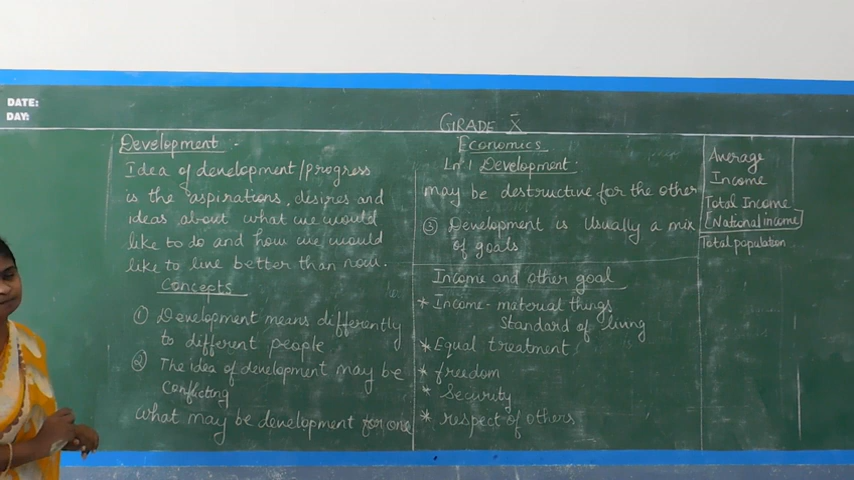 DATE:
DAY:
GRADE X
Economics
Ln 1 Development.
Development.
Idea of development/progress
is the aspirations, desires and
ideas about what we would
like to do and how we would
like to live better than now.
Concepts
① Development means differently
to different people
② The idea of development may be
Conflicting
what may be development for one
may be destructive for the other
③ Development is Usually a mix
of goals
Income and other goal
* Income - material things
Standard of living
* Equal treatment
* freedom
* Security
* respect of others
Average
Income
Total Income
[National income]
Total population